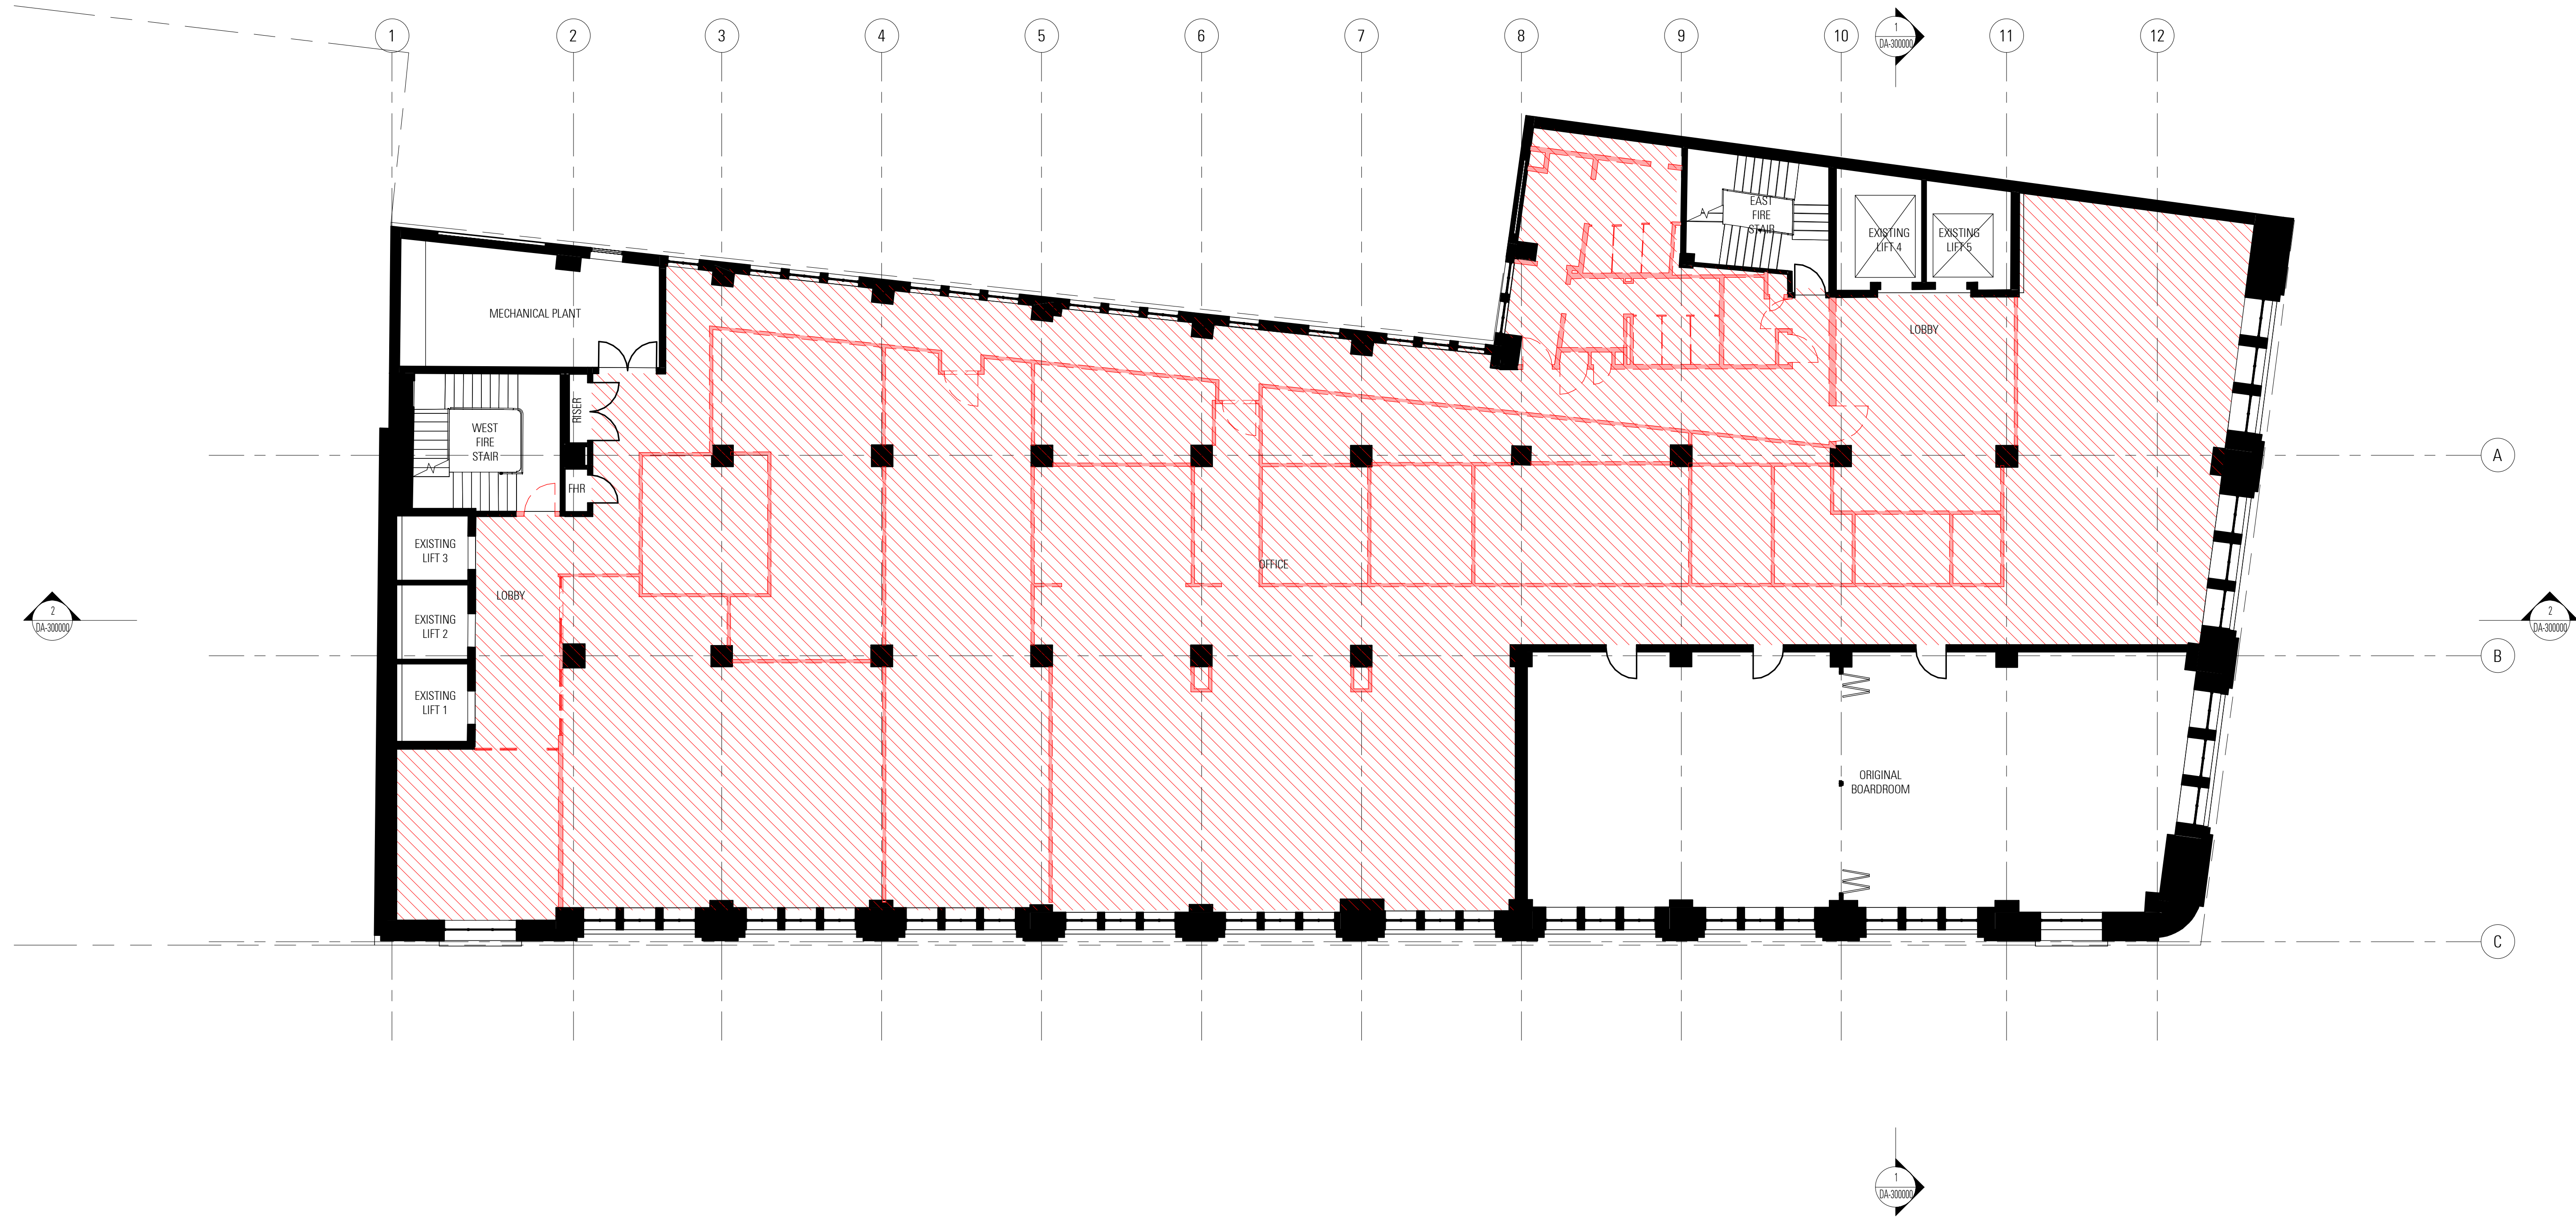 1 2 3 4 5 6 7 8 9 10 11 12
1
DA-300000
EAST
FIRE
STAIR
EXISTING
LIFT 4
EXISTING
LIFT 5
MECHANICAL PLANT
LOBBY
RISER
WEST
FIRE
STAIR
A
FHR
EXISTING
LIFT 3
OFFICE
LOBBY
2
DA-300000
EXISTING
LIFT 2
2
DA-300000
B
EXISTING
LIFT 1
ORIGINAL
BOARDROOM
C
1
DA-300000